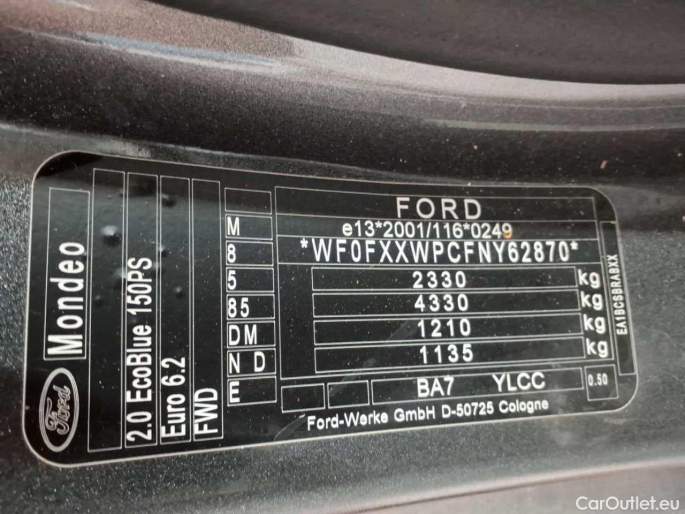 FORD
e13*2001/116*0249
*WF0FXXWPCFNY62870*
2330 kg
4330 kg
1210 kg
1135 kg
BA7 YLCC 0.50
Ford-Werke GmbH D-50725 Cologne
EA1BCSBRABXX
M
8
5
85
DM
N D
E
FWD
Euro 6.2
2.0 EcoBlue 150PS
Mondeo
Ford
CarOutlet.eu